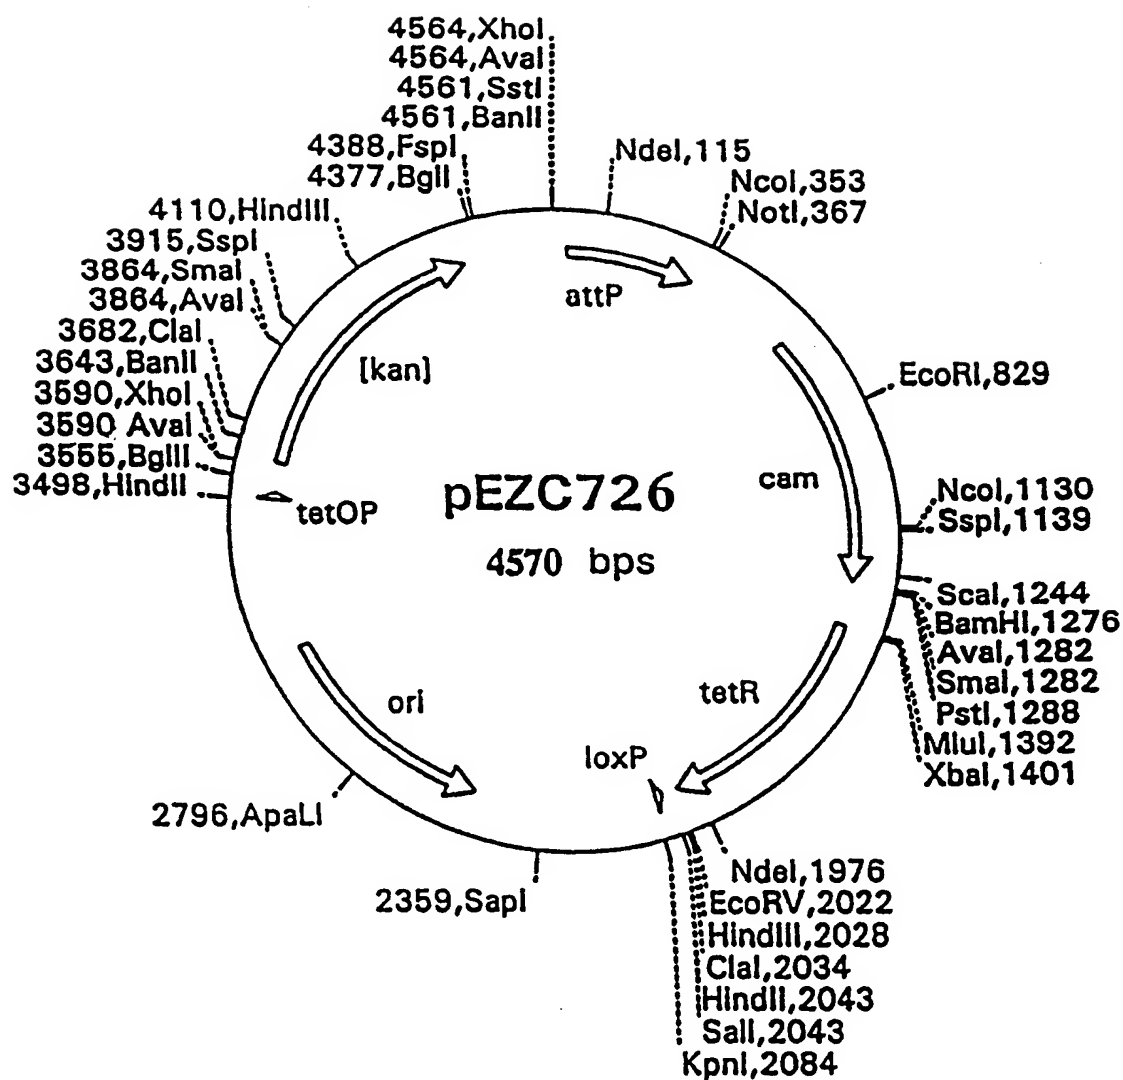 4564,XhoI
4564,AvaI
4561,SstI
4561,BanII
4388,FspI
4377,BglI
NdeI,115
NcoI,353
NotI,367
4110,HindIII
3915,SspI
3864,SmaI
3864,AvaI
3682,ClaI
3643,BanII
3590,XhoI
3590 AvaI
3555,BglII
3498,HindII
attP
[kan]
EcoRI,829
cam
pEZC726
4570 bps
tetOP
NcoI,1130
SspI,1139
ScaI,1244
BamHI,1276
AvaI,1282
SmaI,1282
PstI,1288
MluI,1392
XbaI,1401
tetR
ori
loxP
2796,ApaLI
2359,SapI
NdeI,1976
EcoRV,2022
HindIII,2028
ClaI,2034
HindII,2043
SalI,2043
KpnI,2084